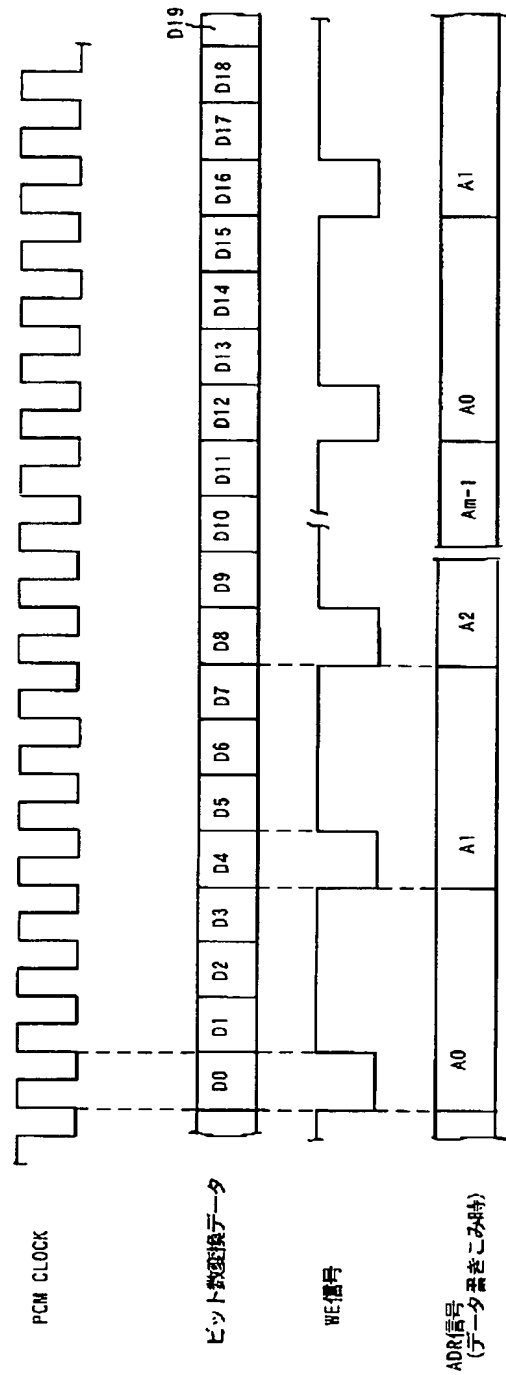 PCM CLOCK
ビット数変換データ
D0 D1 D2 D3 D4 D5 D6 D7 D8 D9 D10 D11 D12 D13 D14 D15 D16 D17 D18 D19
WE信号
ADR信号
(データ書きこみ時)
A0 A1 A2 Am-1 A0 A1